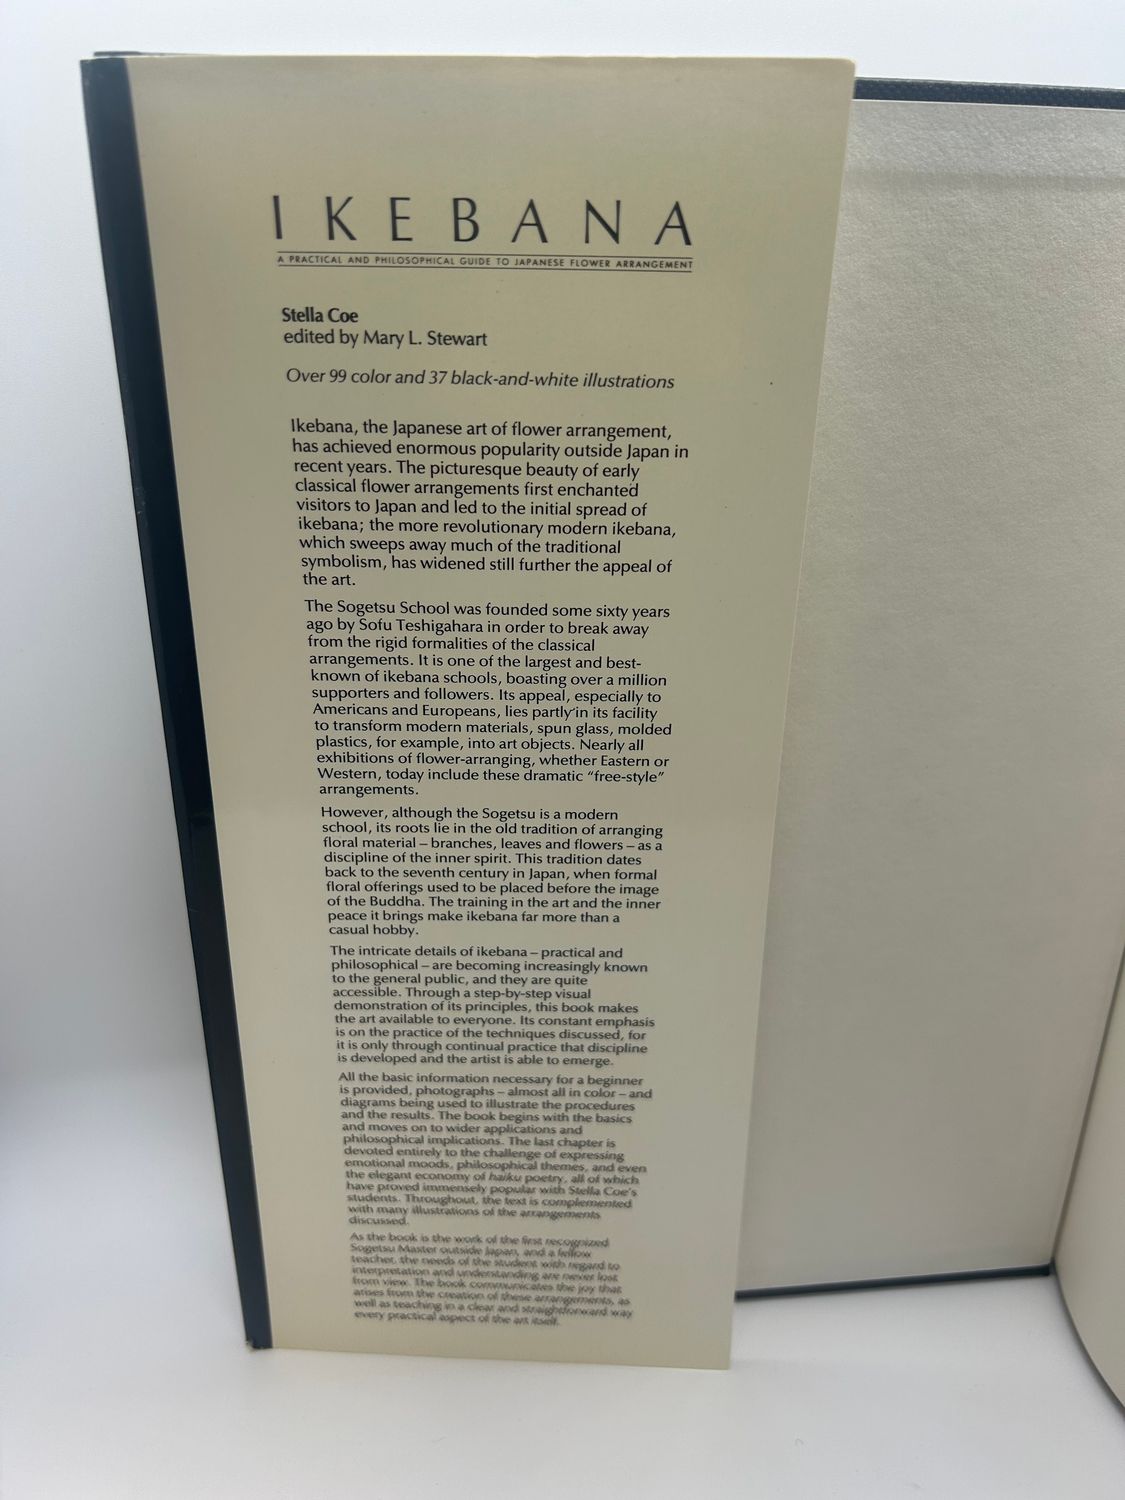 IKEBANA
A PRACTICAL AND PHILOSOPHICAL GUIDE TO JAPANESE FLOWER ARRANGEMENT
Stella Coe
edited by Mary L. Stewart
Over 99 color and 37 black-and-white illustrations
Ikebana, the Japanese art of flower arrangement,
has achieved enormous popularity outside Japan in
recent years. The picturesque beauty of early
classical flower arrangements first enchanted
visitors to Japan and led to the initial spread of
ikebana; the more revolutionary modern ikebana,
which sweeps away much of the traditional
symbolism, has widened still further the appeal of
the art.
The Sogetsu School was founded some sixty years
ago by Sofu Teshigahara in order to break away
from the rigid formalities of the classical
arrangements. It is one of the largest and best-
known of ikebana schools, boasting over a million
supporters and followers. Its appeal, especially to
Americans and Europeans, lies partly in its facility
to transform modern materials, spun glass, molded
plastics, for example, into art objects. Nearly all
exhibitions of flower-arranging, whether Eastern or
Western, today include these dramatic “free-style”
arrangements.
However, although the Sogetsu is a modern
school, its roots lie in the old tradition of arranging
floral material – branches, leaves and flowers – as a
discipline of the inner spirit. This tradition dates
back to the seventh century in Japan, when formal
floral offerings used to be placed before the image
of the Buddha. The training in the art and the inner
peace it brings make ikebana far more than a
casual hobby.
The intricate details of ikebana – practical and
philosophical – are becoming increasingly known
to the general public, and they are quite
accessible. Through a step-by-step visual
demonstration of its principles, this book makes
the art available to everyone. Its constant emphasis
is on the practice of the techniques discussed, for
it is only through continual practice that discipline
is developed and the artist is able to emerge.
All the basic information necessary for a beginner
is provided, photographs – almost all in color – and
diagrams being used to illustrate the procedures
and the results. The book begins with the basics
and moves on to wider applications and
philosophical implications. The last chapter is
devoted entirely to the challenge of expressing
emotional moods, philosophical themes, and even
the elegant economy of haiku poetry, all of which
have proved immensely popular with Stella Coe's
students. Throughout, the text is complemented
with many illustrations of the arrangements
discussed.
As the book is the work of the first recognized
Sogetsu Master outside Japan, and a fellow
teacher, the needs of the student with regard to
interpretation and understanding are never lost
from view. The book communicates the joy that
arises from the creation of these arrangements, as
well as teaching in a clear and straightforward way
every practical aspect of the art itself.